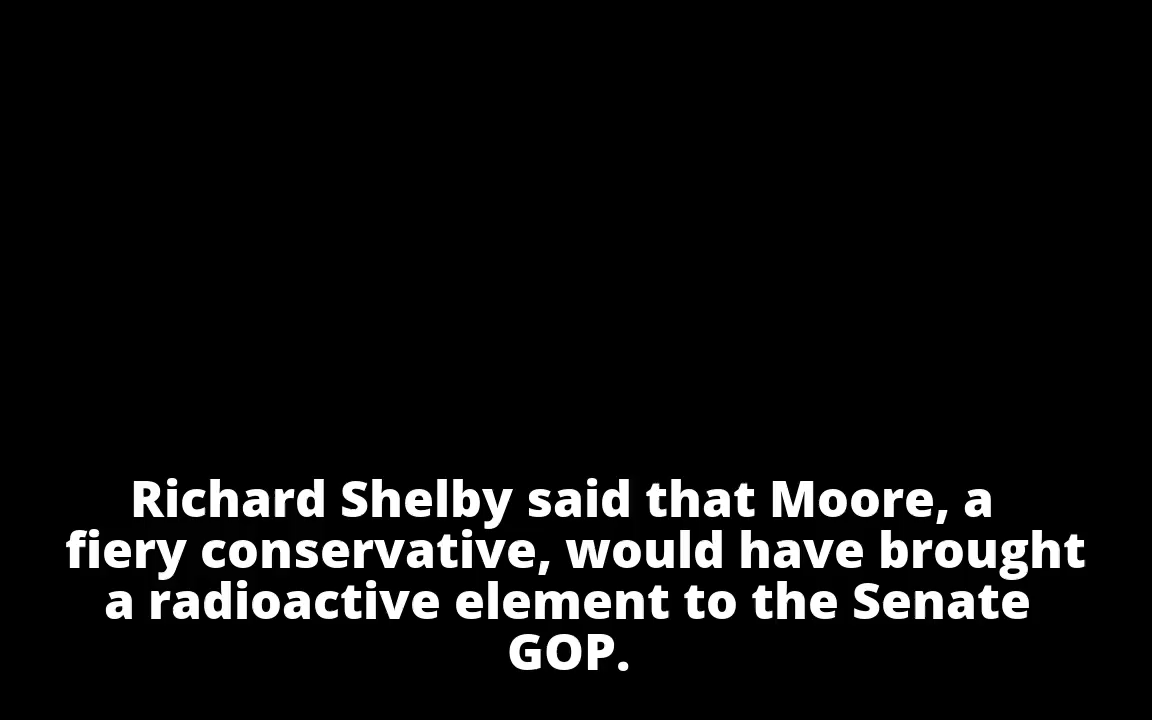 Richard Shelby said that Moore, a
fiery conservative, would have brought
a radioactive element to the Senate
GOP.